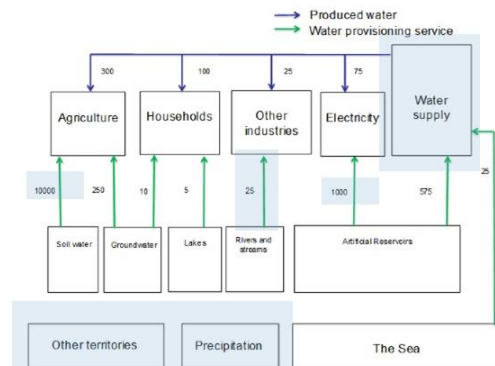 Produced water
Water provisioning service
300
100
25
75
Agriculture
Households
Other
industries
Electricity
Water
supply
10000
250
10
5
25
1000
575
25
Soil water
Groundwater
Lakes
Rivers and
streams
Artificial Reservoirs
Other territories
Precipitation
The Sea